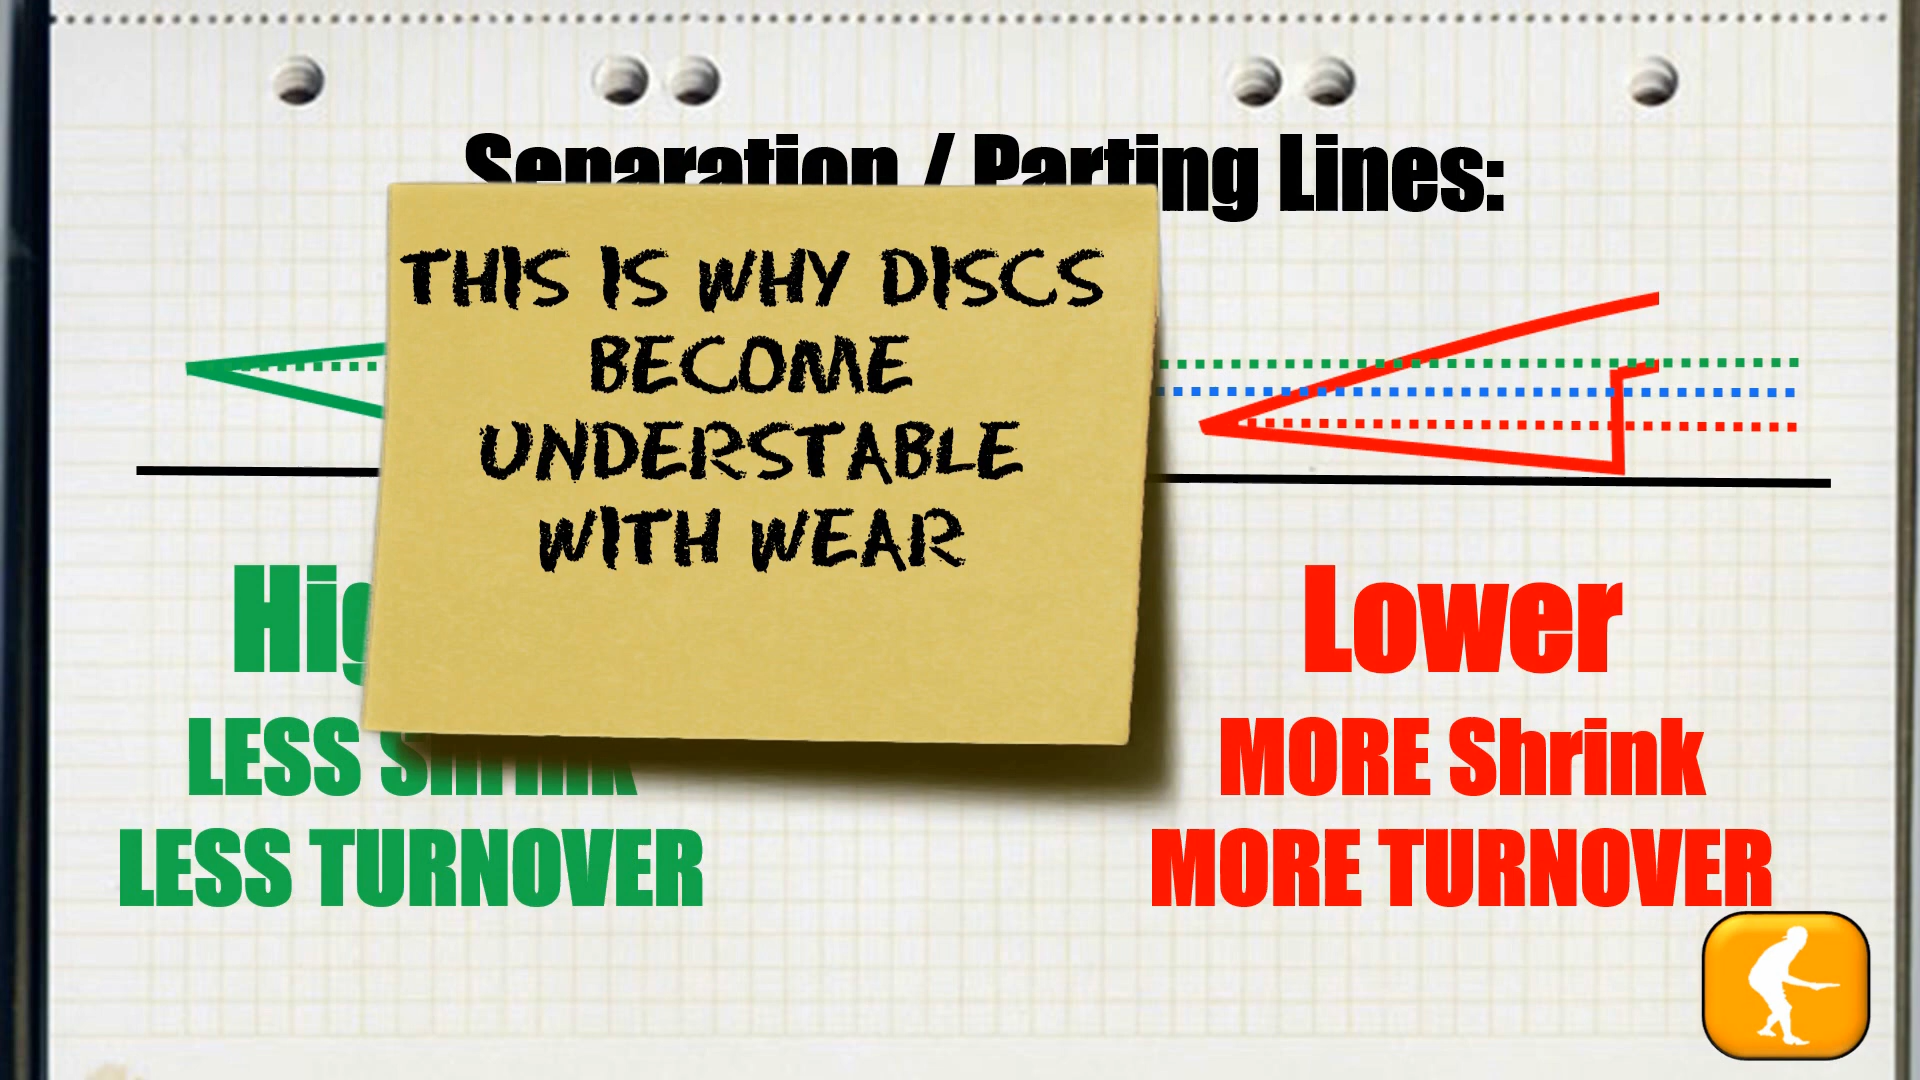 Separation / Parting Lines:
THIS IS WHY DISCS
BECOME
UNDERSTABLE
WITH WEAR
Lower
LESS Shrink
MORE Shrink
LESS TURNOVER
MORE TURNOVER